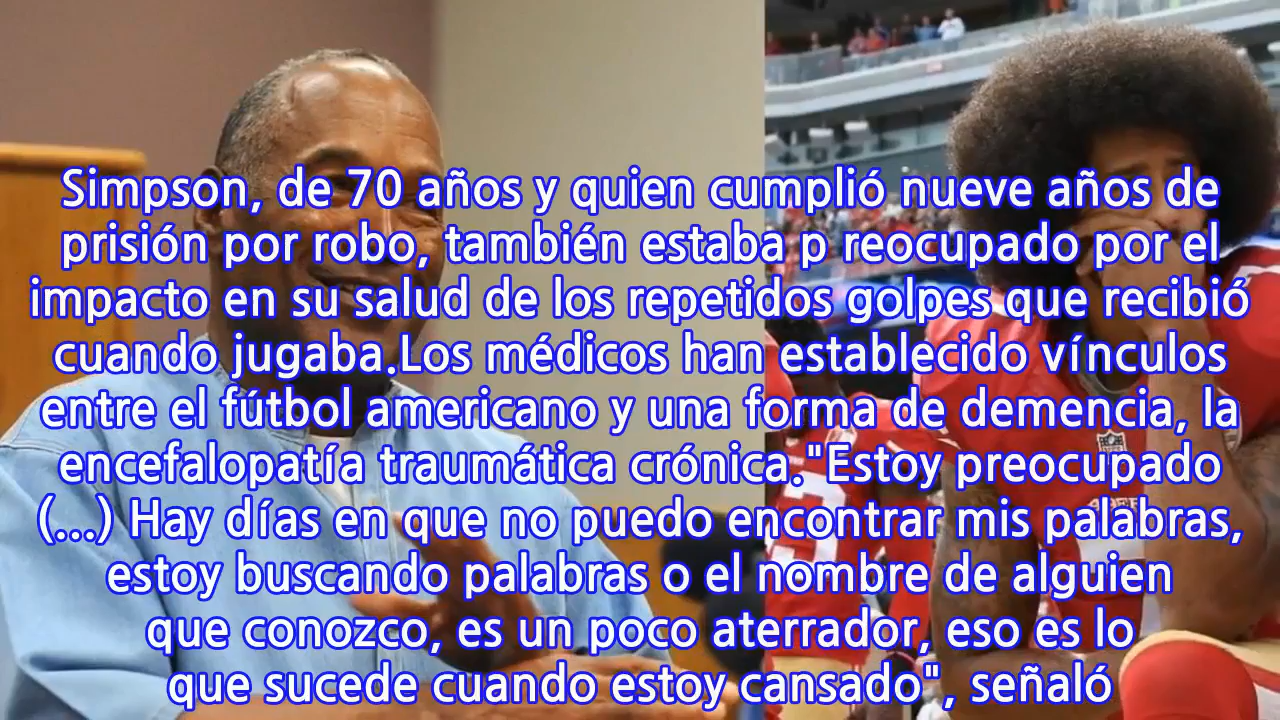 Simpson, de 70 años y quien cumplió nueve años de
prisión por robo, también estaba p reocupado por el
impacto en su salud de los repetidos golpes que recibió
cuando jugaba.Los médicos han establecido vínculos
entre el fútbol americano y una forma de demencia, la
encefalopatía traumática crónica."Estoy preocupado
(...) Hay días en que no puedo encontrar mis palabras,
estoy buscando palabras o el nombre de alguien
que conozco, es un poco aterrador, eso es lo
que sucede cuando estoy cansado", señaló